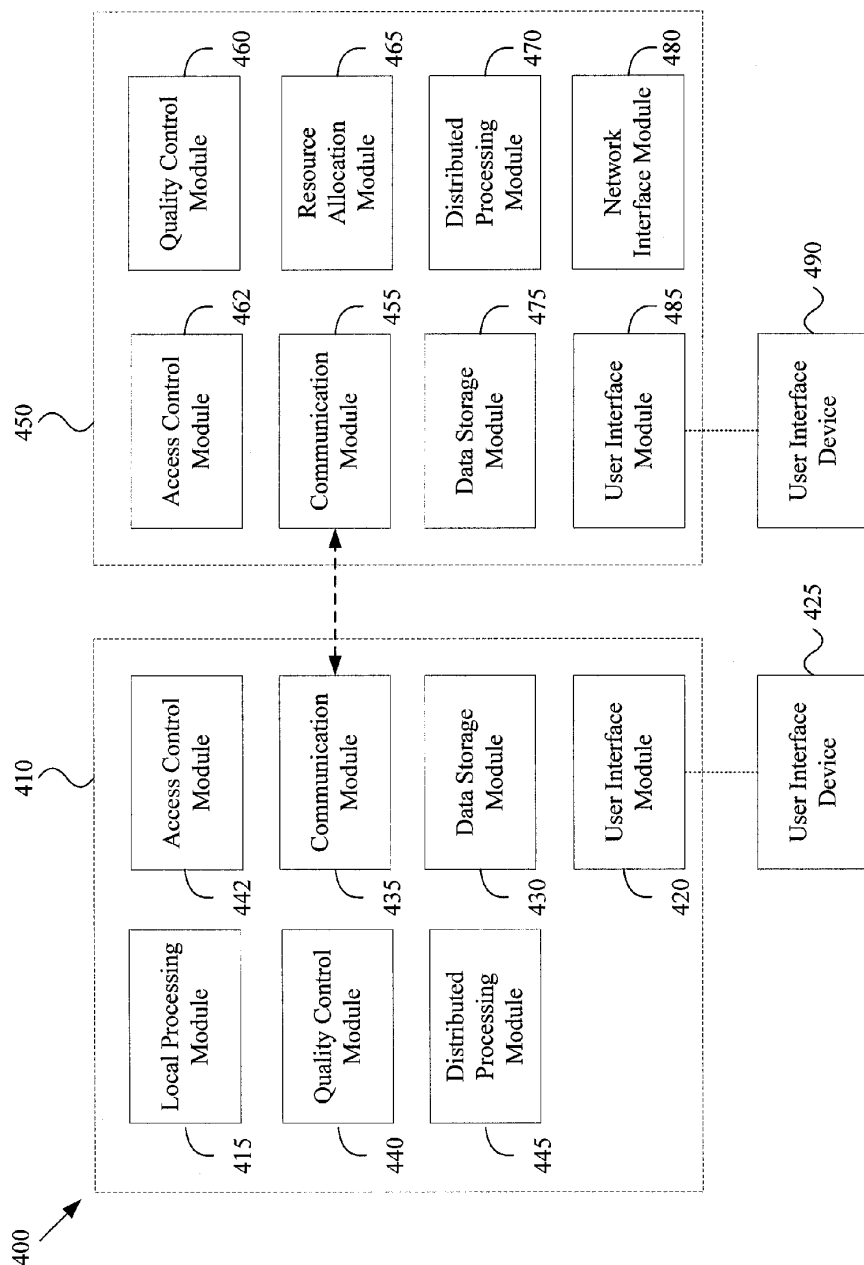 400
410
Local Processing
Module
415
Access Control
Module
442
Quality Control
Module
440
Communication
Module
435
Distributed
Processing
Module
445
Data Storage
Module
430
User Interface
Module
420
User Interface
Device
425
450
Access Control
Module
462
Quality Control
Module
460
Communication
Module
455
Resource
Allocation
Module
465
Data Storage
Module
475
Distributed
Processing
Module
470
User Interface
Module
485
Network
Interface Module
480
User Interface
Device
490